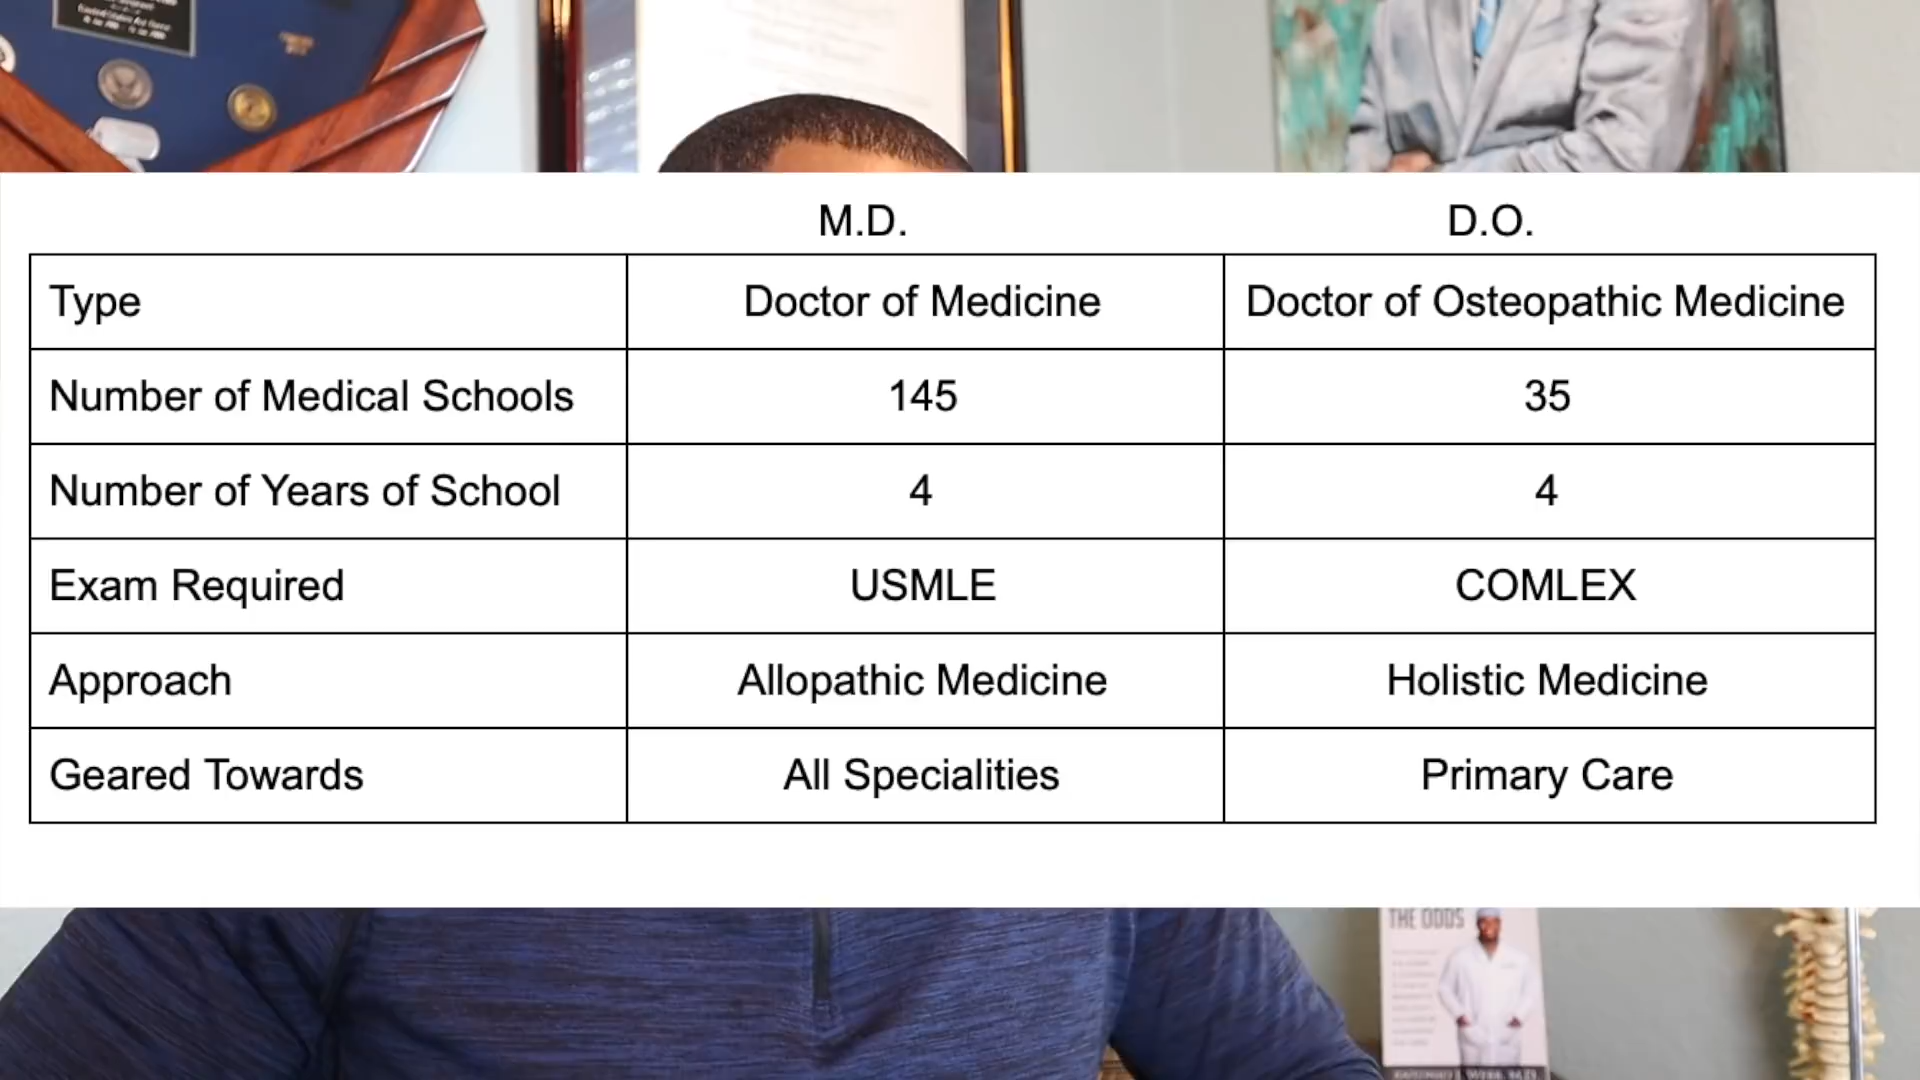 M.D. D.O.
Type Doctor of Medicine Doctor of Osteopathic Medicine
Number of Medical Schools 145 35
Number of Years of School 4 4
Exam Required USMLE COMLEX
Approach Allopathic Medicine Holistic Medicine
Geared Towards All Specialities Primary Care
THE ODDS